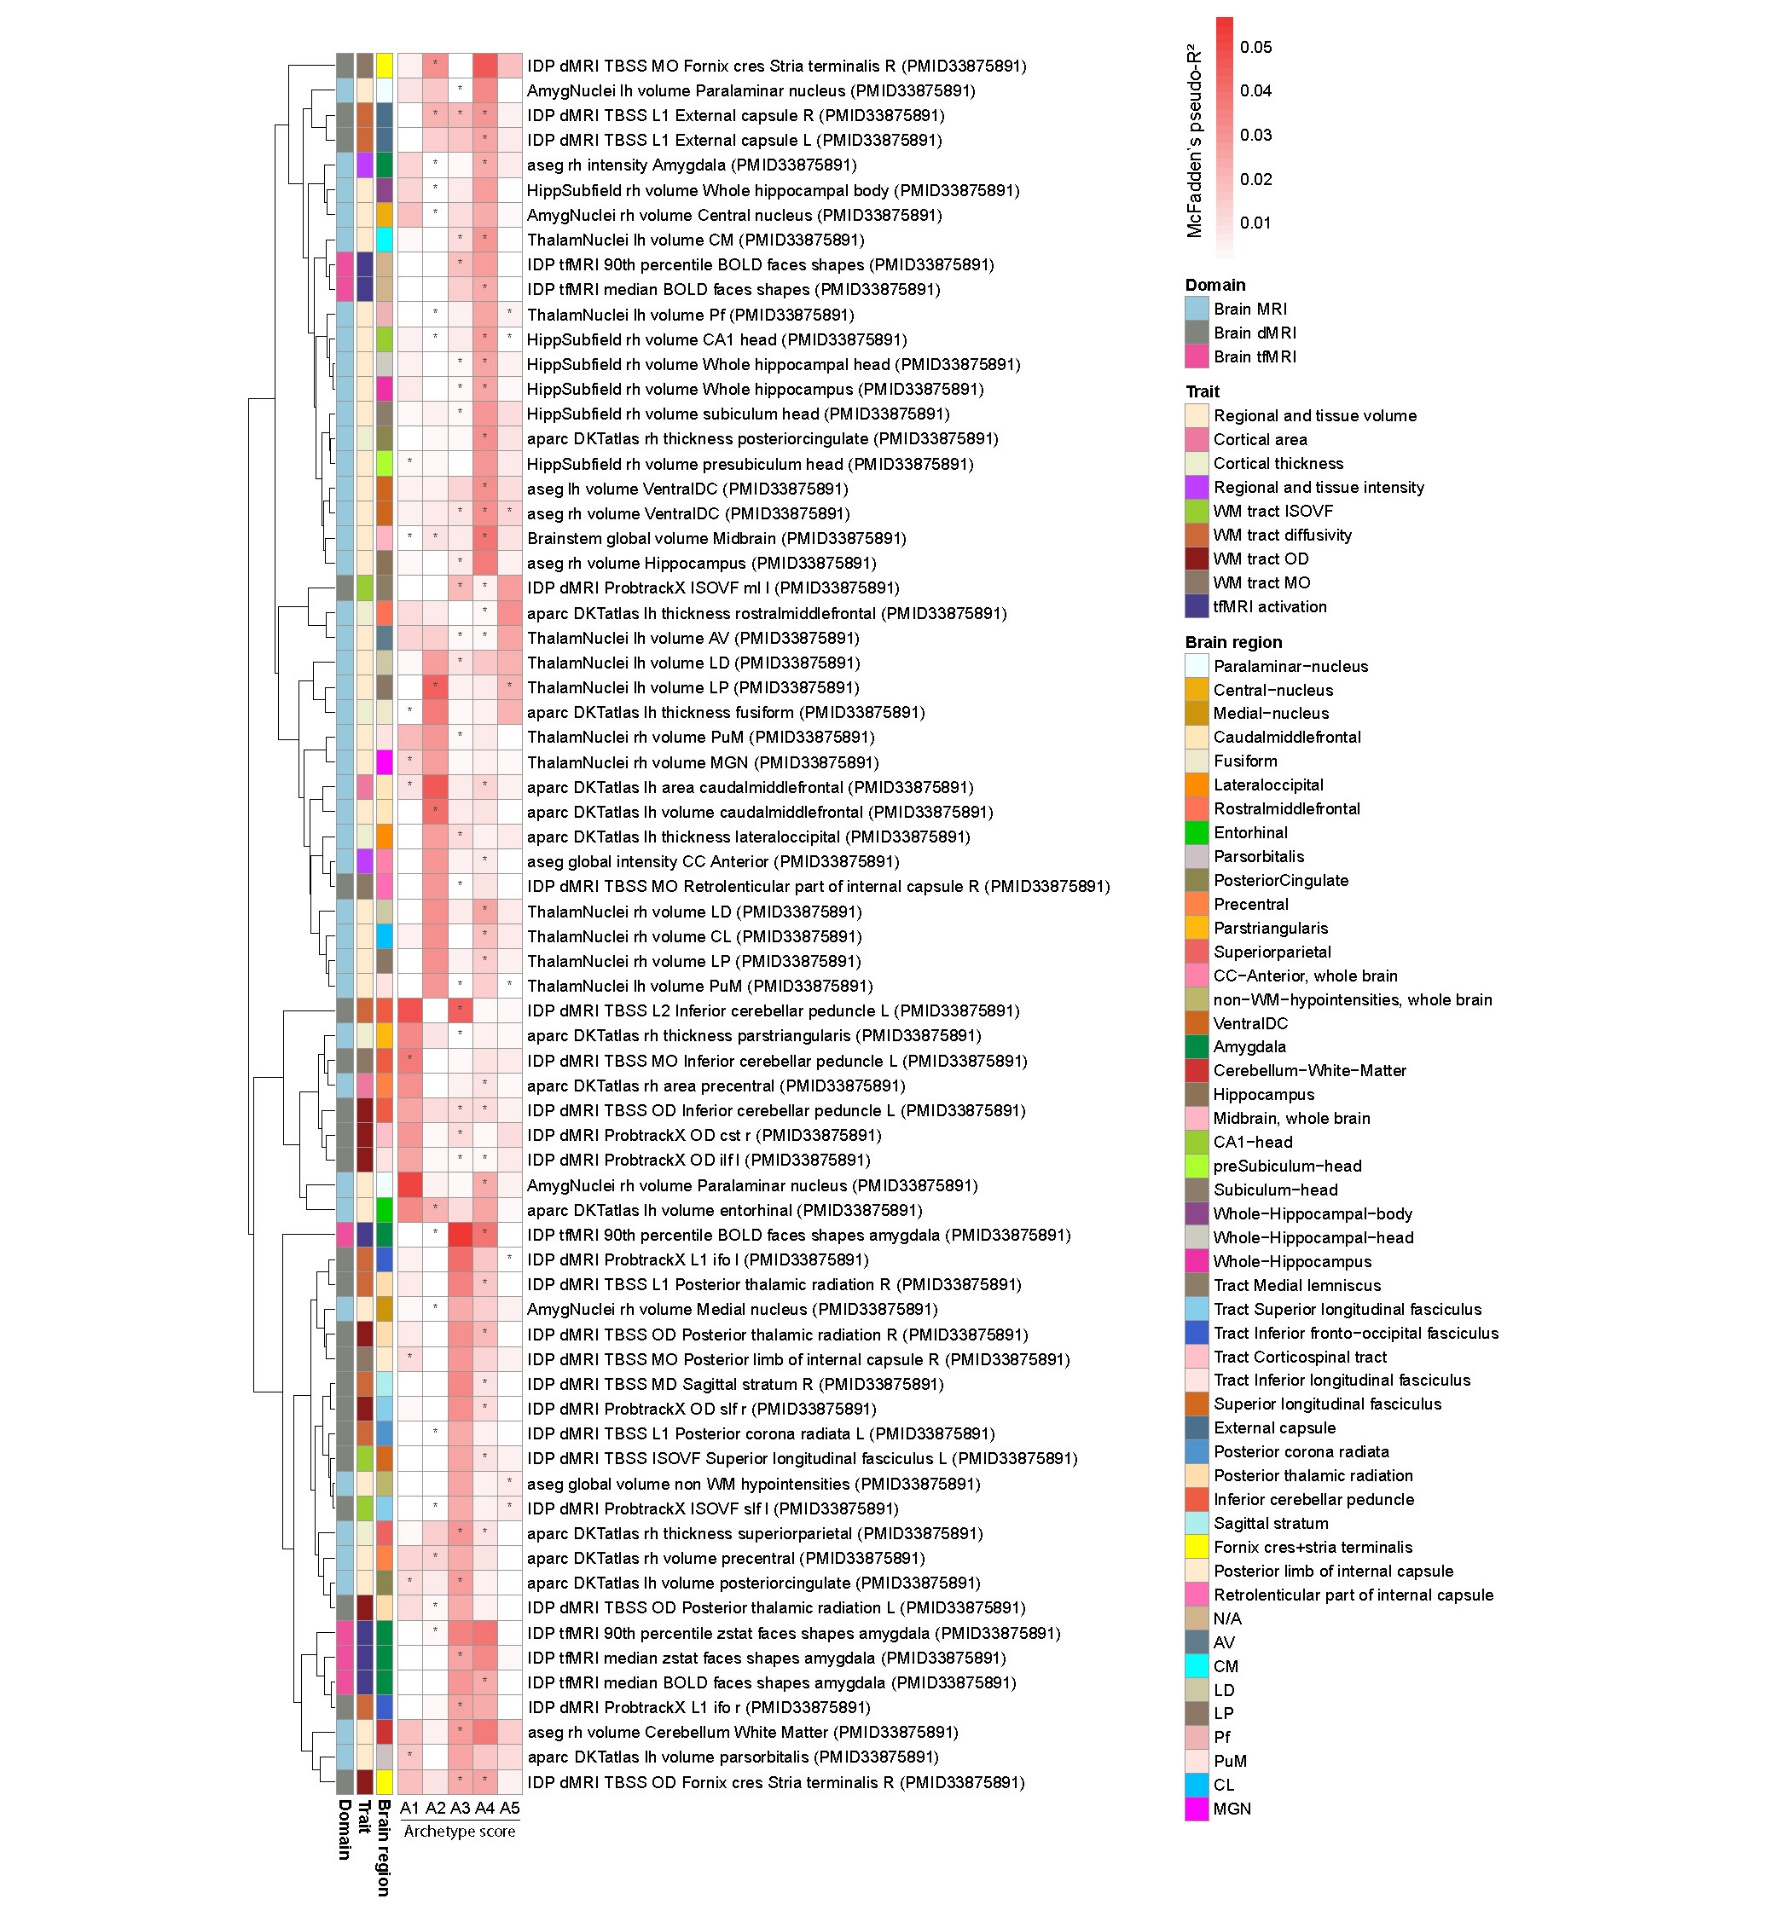 IDP dMRI TBSS MO Fornix cres Stria terminalis R (PMID33875891)
AmygNuclei lh volume Paralaminar nucleus (PMID33875891)
IDP dMRI TBSS L1 External capsule R (PMID33875891)
IDP dMRI TBSS L1 External capsule L (PMID33875891)
aseg rh intensity Amygdala (PMID33875891)
HippSubfield rh volume Whole hippocampal body (PMID33875891)
AmygNuclei rh volume Central nucleus (PMID33875891)
ThalamNuclei lh volume CM (PMID33875891)
IDP tfMRI 90th percentile BOLD faces shapes (PMID33875891)
IDP tfMRI median BOLD faces shapes (PMID33875891)
ThalamNuclei lh volume Pf (PMID33875891)
HippSubfield rh volume CA1 head (PMID33875891)
HippSubfield rh volume Whole hippocampal head (PMID33875891)
HippSubfield rh volume Whole hippocampus (PMID33875891)
HippSubfield rh volume subiculum head (PMID33875891)
aparc DKTatlas rh thickness posteriorcingulate (PMID33875891)
HippSubfield rh volume presubiculum head (PMID33875891)
aseg lh volume VentralDC (PMID33875891)
aseg rh volume VentralDC (PMID33875891)
Brainstem global volume Midbrain (PMID33875891)
aseg rh volume Hippocampus (PMID33875891)
IDP dMRI ProbtrackX ISOVF ml l (PMID33875891)
aparc DKTatlas lh thickness rostralmiddlefrontal (PMID33875891)
ThalamNuclei lh volume AV (PMID33875891)
ThalamNuclei lh volume LD (PMID33875891)
ThalamNuclei lh volume LP (PMID33875891)
aparc DKTatlas lh thickness fusiform (PMID33875891)
ThalamNuclei rh volume PuM (PMID33875891)
ThalamNuclei rh volume MGN (PMID33875891)
aparc DKTatlas lh area caudalmiddlefrontal (PMID33875891)
aparc DKTatlas lh volume caudalmiddlefrontal (PMID33875891)
aparc DKTatlas lh thickness lateraloccipital (PMID33875891)
aseg global intensity CC Anterior (PMID33875891)
IDP dMRI TBSS MO Retrolenticular part of internal capsule R (PMID33875891)
ThalamNuclei rh volume LD (PMID33875891)
ThalamNuclei rh volume CL (PMID33875891)
ThalamNuclei rh volume LP (PMID33875891)
ThalamNuclei lh volume PuM (PMID33875891)
IDP dMRI TBSS L2 Inferior cerebellar peduncle L (PMID33875891)
aparc DKTatlas rh thickness parstriangularis (PMID33875891)
IDP dMRI TBSS MO Inferior cerebellar peduncle L (PMID33875891)
aparc DKTatlas rh area precentral (PMID33875891)
IDP dMRI TBSS OD Inferior cerebellar peduncle L (PMID33875891)
IDP dMRI ProbtrackX OD cst r (PMID33875891)
IDP dMRI ProbtrackX OD ilf l (PMID33875891)
AmygNuclei rh volume Paralaminar nucleus (PMID33875891)
aparc DKTatlas lh volume entorhinal (PMID33875891)
IDP tfMRI 90th percentile BOLD faces shapes amygdala (PMID33875891)
IDP dMRI ProbtrackX L1 ifo l (PMID33875891)
IDP dMRI TBSS L1 Posterior thalamic radiation R (PMID33875891)
AmygNuclei rh volume Medial nucleus (PMID33875891)
IDP dMRI TBSS OD Posterior thalamic radiation R (PMID33875891)
IDP dMRI TBSS MO Posterior limb of internal capsule R (PMID33875891)
IDP dMRI TBSS MD Sagittal stratum R (PMID33875891)
IDP dMRI ProbtrackX OD slf r (PMID33875891)
IDP dMRI TBSS L1 Posterior corona radiata L (PMID33875891)
IDP dMRI TBSS ISOVF Superior longitudinal fasciculus L (PMID33875891)
aseg global volume non WM hypointensities (PMID33875891)
IDP dMRI ProbtrackX ISOVF slf l (PMID33875891)
aparc DKTatlas rh thickness superiorparietal (PMID33875891)
aparc DKTatlas rh volume precentral (PMID33875891)
aparc DKTatlas lh volume posteriorcingulate (PMID33875891)
IDP dMRI TBSS OD Posterior thalamic radiation L (PMID33875891)
IDP tfMRI 90th percentile zstat faces shapes amygdala (PMID33875891)
IDP tfMRI median zstat faces shapes amygdala (PMID33875891)
IDP tfMRI median BOLD faces shapes amygdala (PMID33875891)
IDP dMRI ProbtrackX L1 ifo r (PMID33875891)
aseg rh volume Cerebellum White Matter (PMID33875891)
aparc DKTatlas lh volume parsorbitalis (PMID33875891)
IDP dMRI TBSS OD Fornix cres Stria terminalis R (PMID33875891)
Domain
Trait
Brain region
A1 A2 A3 A4 A5
Archetype score
McFadden`s pseudo-R²
0.05
0.04
0.03
0.02
0.01
Domain
Brain MRI
Brain dMRI
Brain tfMRI
Trait
Regional and tissue volume
Cortical area
Cortical thickness
Regional and tissue intensity
WM tract ISOVF
WM tract diffusivity
WM tract OD
WM tract MO
tfMRI activation
Brain region
Paralaminar−nucleus
Central−nucleus
Medial−nucleus
Caudalmiddlefrontal
Fusiform
Lateraloccipital
Rostralmiddlefrontal
Entorhinal
Parsorbitalis
PosteriorCingulate
Precentral
Parstriangularis
Superiorparietal
CC−Anterior, whole brain
non−WM−hypointensities, whole brain
VentralDC
Amygdala
Cerebellum−White−Matter
Hippocampus
Midbrain, whole brain
CA1−head
preSubiculum−head
Subiculum−head
Whole−Hippocampal−body
Whole−Hippocampal−head
Whole−Hippocampus
Tract Medial lemniscus
Tract Superior longitudinal fasciculus
Tract Inferior fronto−occipital fasciculus
Tract Corticospinal tract
Tract Inferior longitudinal fasciculus
Superior longitudinal fasciculus
External capsule
Posterior corona radiata
Posterior thalamic radiation
Inferior cerebellar peduncle
Sagittal stratum
Fornix cres+stria terminalis
Posterior limb of internal capsule
Retrolenticular part of internal capsule
N/A
AV
CM
LD
LP
Pf
PuM
CL
MGN